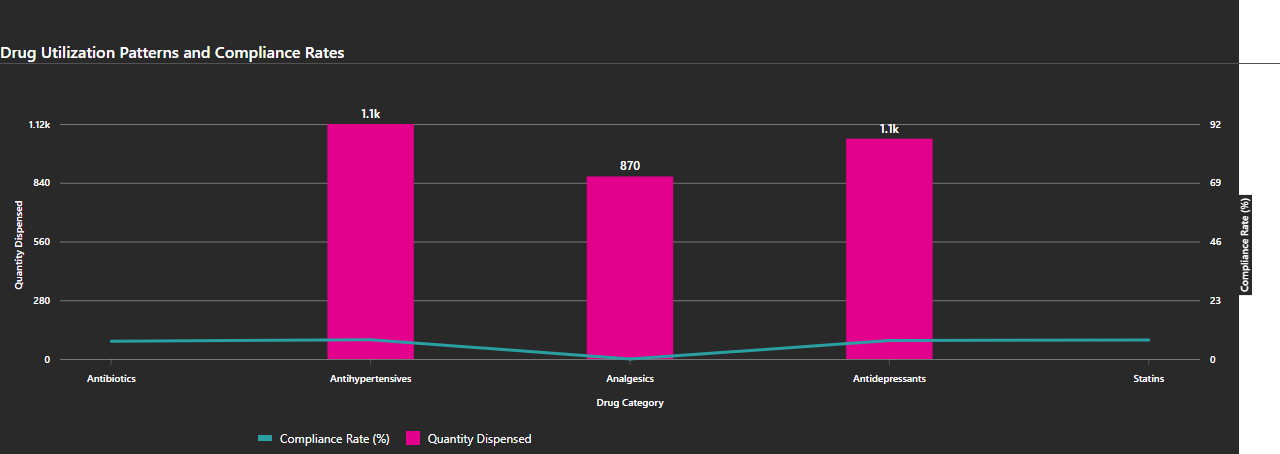 Drug Utilization Patterns and Compliance Rates
1.1k
1.1k
870
1.12k
92
840
69
560
46
280
23
0
0
Quantity Dispensed
Compliance Rate (%)
Antibiotics
Antihypertensives
Analgesics
Antidepressants
Statins
Drug Category
Compliance Rate (%)
Quantity Dispensed